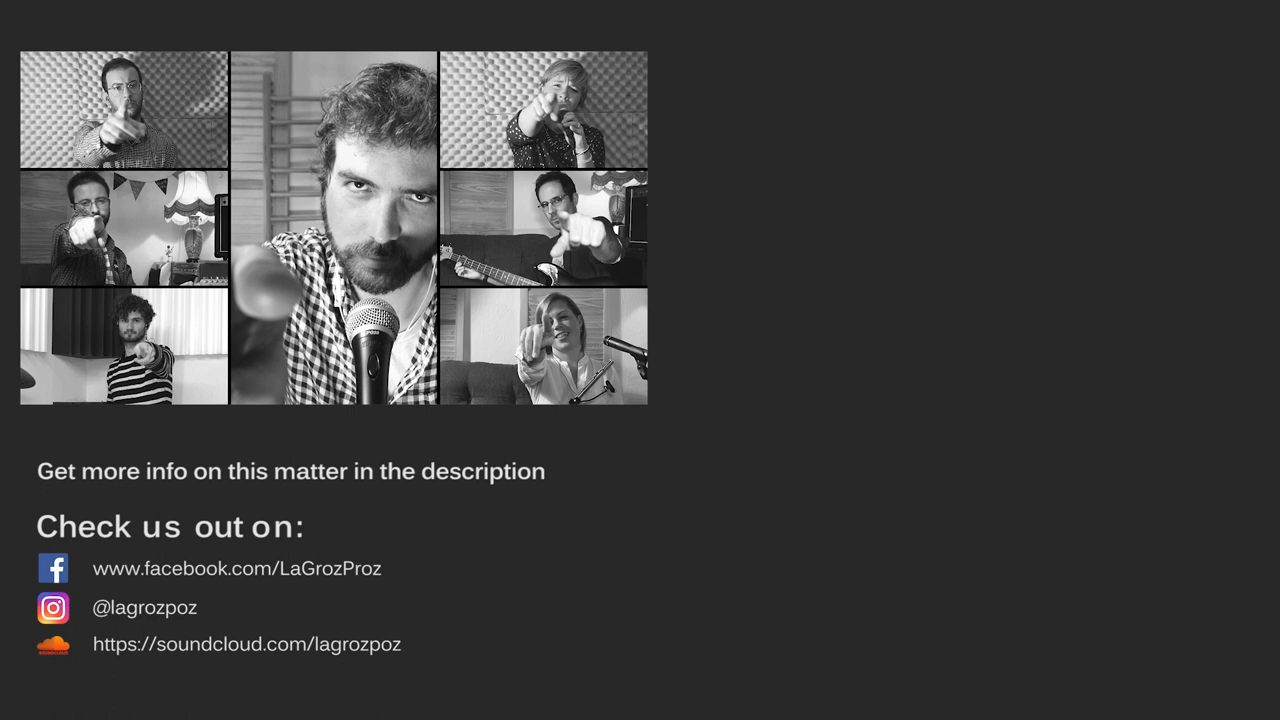 Get more info on this matter in the description
Check us out on:
www.facebook.com/LaGrozProz
@lagrozpoz
https://soundcloud.com/lagrozpoz